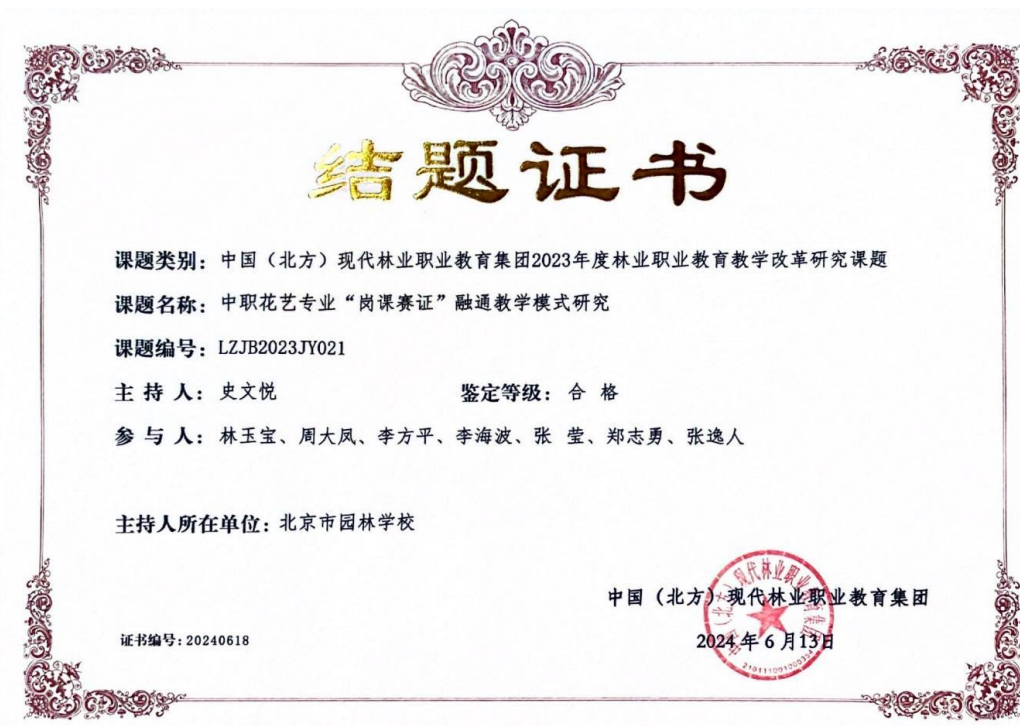 结题证书
课题类别：中国（北方）现代林业职业教育集团2023年度林业职业教育教学改革研究课题
课题名称：中职花艺专业“岗课赛证”融通教学模式研究
课题编号：LZJB2023JY021
主 持 人：史文悦 鉴定等级：合 格
参 与 人：林玉宝、周大凤、李方平、李海波、张 莹、郑志勇、张逸人
主持人所在单位：北京市园林学校
中国（北方）现代林业职业教育集团
证书编号:20240618
2024 年 6 月13日